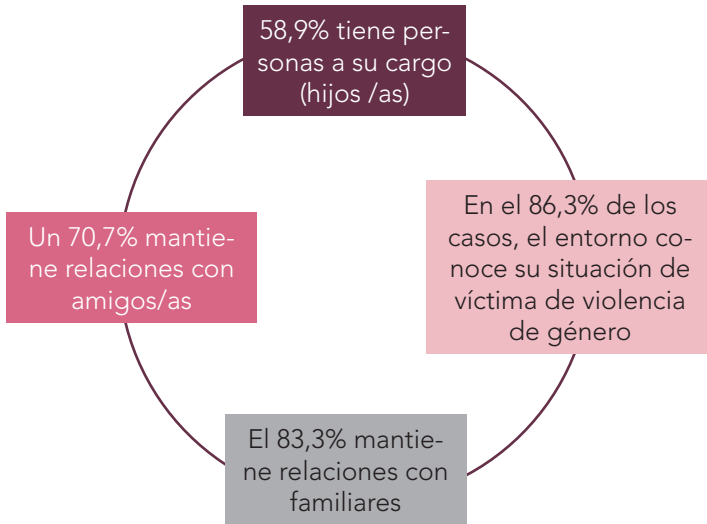 58,9% tiene per-
sonas a su cargo
(hijos /as)
En el 86,3% de los
casos, el entorno co-
noce su situación de
víctima de violencia
de género
Un 70,7% mantie-
ne relaciones con
amigos/as
El 83,3% mantie-
ne relaciones con
familiares